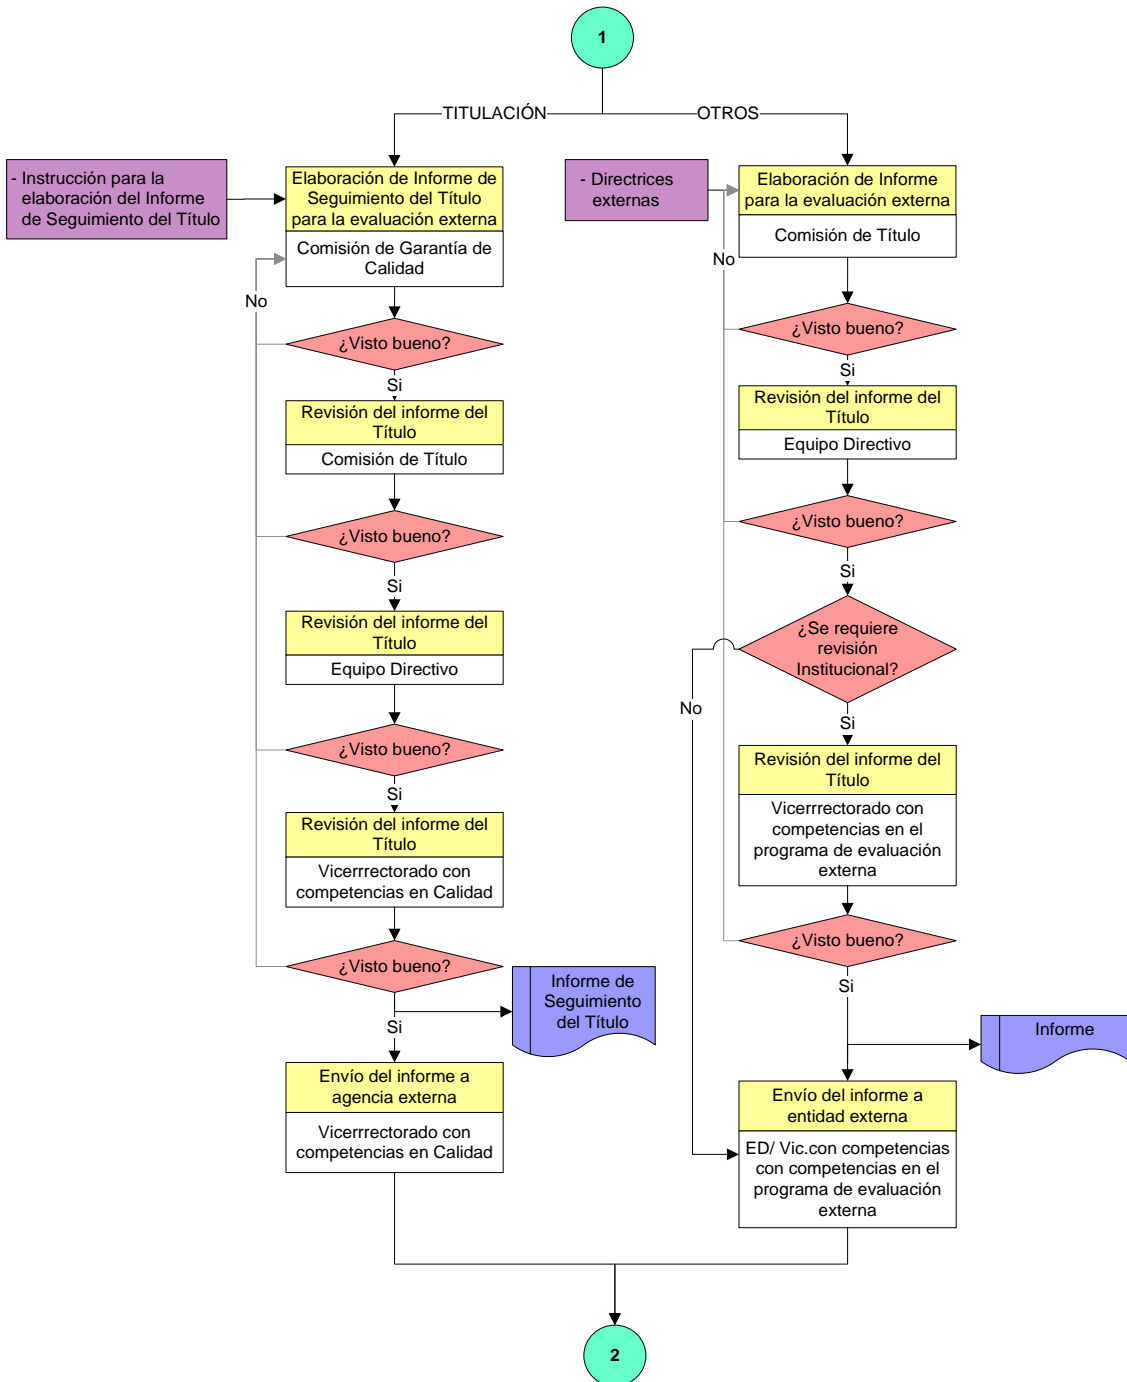 1
TITULACIÓN
OTROS
- Instrucción para la
elaboración del Informe
de Seguimiento del Título
Elaboración de Informe de
Seguimiento del Título
para la evaluación externa
Comisión de Garantía de
Calidad
No
¿Visto bueno?
Si
Revisión del informe del
Título
Comisión de Título
¿Visto bueno?
Si
Revisión del informe del
Título
Equipo Directivo
¿Visto bueno?
Si
Revisión del informe del
Título
Vicerrrectorado con
competencias en Calidad
¿Visto bueno?
Informe de
Seguimiento
del Título
Si
Envío del informe a
agencia externa
Vicerrrectorado con
competencias en Calidad
- Directrices
externas
Elaboración de Informe
para la evaluación externa
Comisión de Título
No
¿Visto bueno?
Si
Revisión del informe del
Título
Equipo Directivo
¿Visto bueno?
Si
¿Se requiere
revisión
Institucional?
No
Si
Revisión del informe del
Título
Vicerrrectorado con
competencias en el
programa de evaluación
externa
¿Visto bueno?
Si
Informe
Envío del informe a
entidad externa
ED/ Vic.con competencias
con competencias en el
programa de evaluación
externa
2